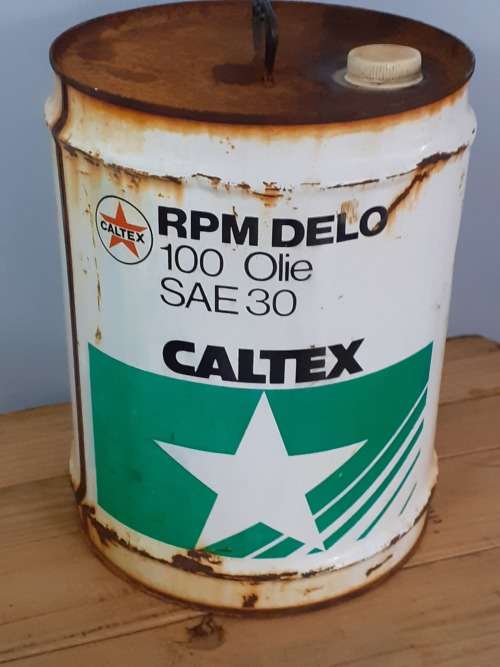 CALTEX
RPM DELO
100 Olie
SAE 30
CALTEX